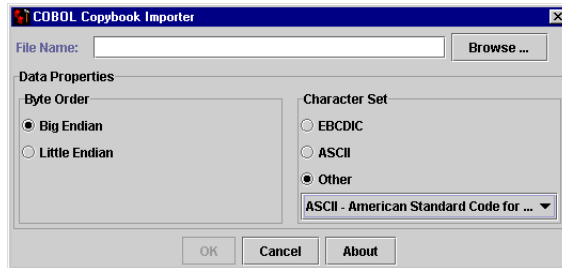 COBOL Copybook Importer
File Name:
Browse ...
Data Properties
Byte Order
Big Endian
Little Endian
Character Set
EBCDIC
ASCII
Other
ASCII - American Standard Code for ...
OK
Cancel
About